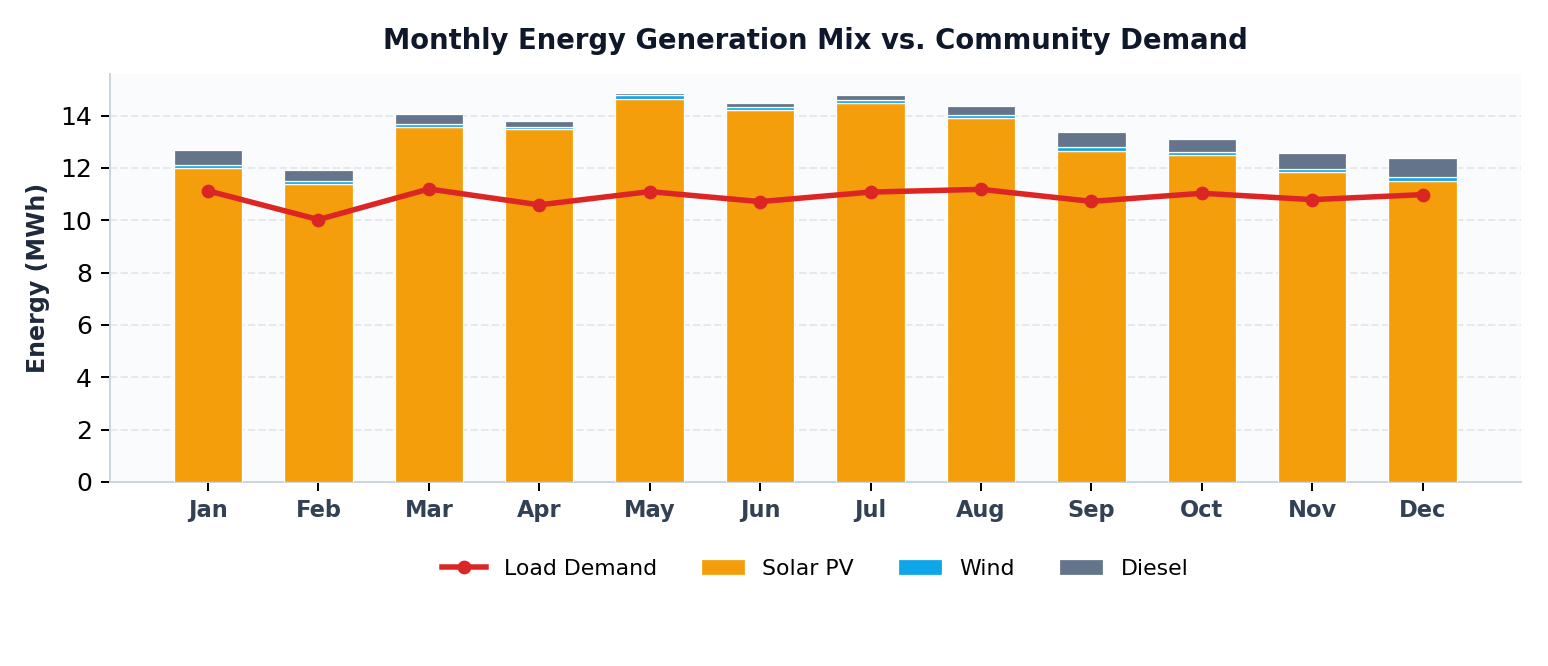 Monthly Energy Generation Mix vs. Community Demand
Energy (MWh)
14
12
10
8
6
4
2
0
Jan Feb Mar Apr May Jun Jul Aug Sep Oct Nov Dec
Load Demand Solar PV Wind Diesel